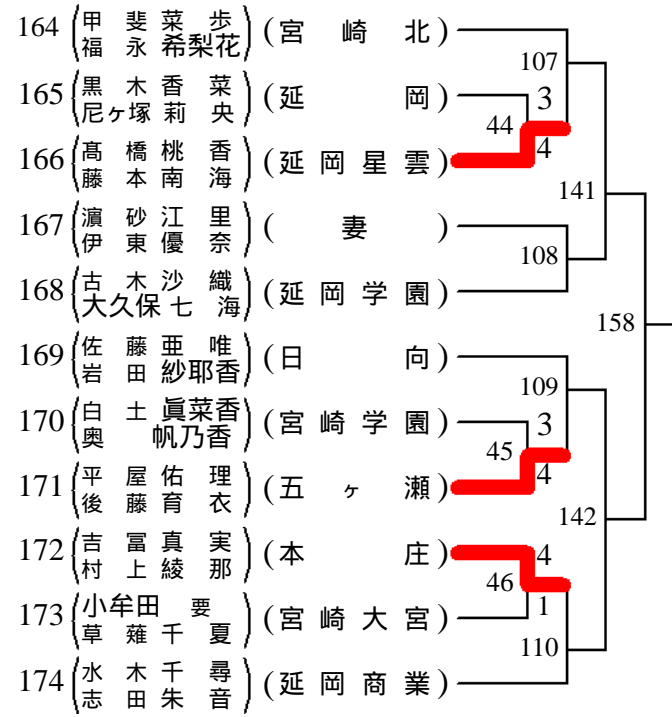 164 (甲 斐 菜 歩 (宮 崎 北)
福 永 希梨花)
107
165 (黒 木 香 菜 (延 岡)
尼ヶ塚 莉 央)
3
44
4
166 (髙 橋 桃 香 (延 岡 星 雲)
藤 本 南 海)
141
167 (濵 砂 江 里 (妻)
伊 東 優 奈)
108
168 (古 木 沙 織 (延 岡 学 園)
大久保 七 海)
158
169 (佐 藤 亜 唯 (日 向)
岩 田 紗耶香)
109
170 (白 土 眞菜香 (宮 崎 学 園)
奥 帆乃香)
3
45
4
171 (平 屋 佑 理 (五 ヶ 瀬)
後 藤 育 衣)
142
172 (吉 冨 真 実 (本 庄)
村 上 綾 那)
4
46
1
173 (小牟田 要 (宮 崎 大 宮)
草 薙 千 夏)
110
174 (水 木 千 尋 (延 岡 商 業)
志 田 朱 音)